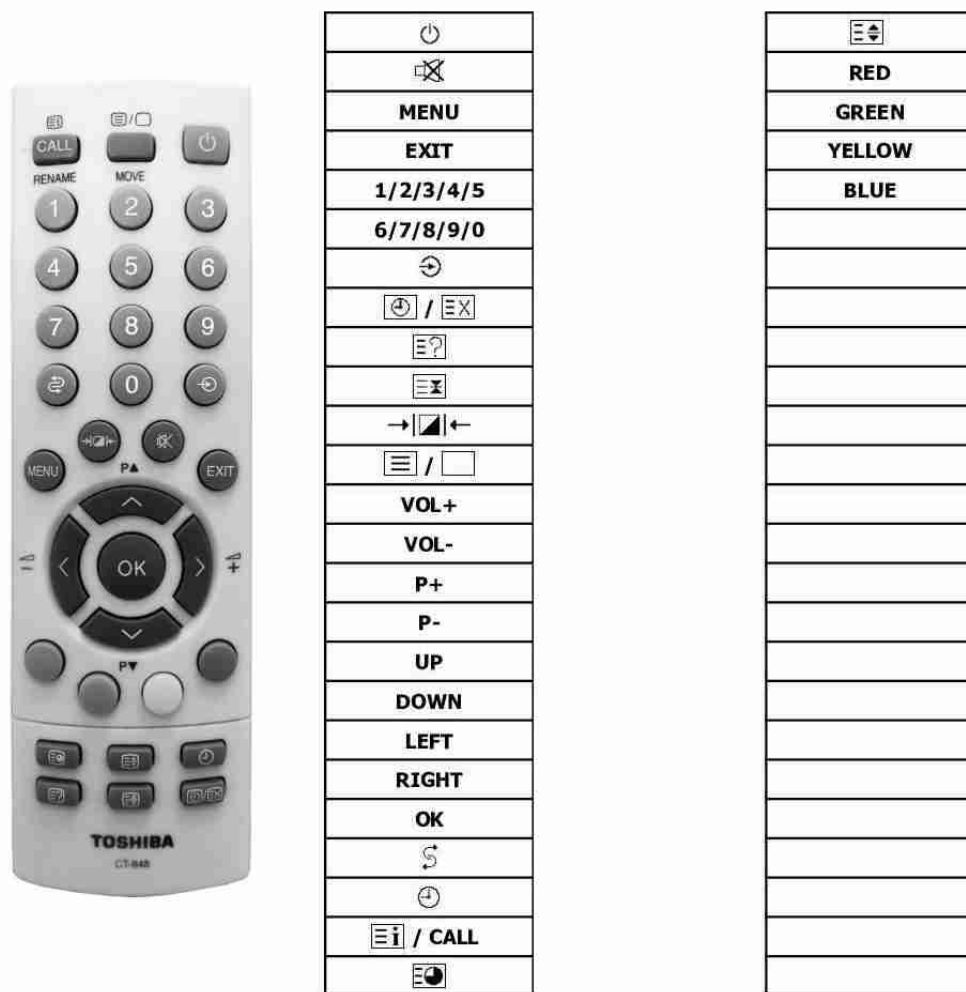 CALL
RENAME MOVE
1 2 3
4 5 6
7 8 9
0
MENU P▲ EXIT
− OK +
P▼
TOSHIBA
CT-848
MENU
EXIT
1/2/3/4/5
6/7/8/9/0
/
/
VOL+
VOL-
P+
P-
UP
DOWN
LEFT
RIGHT
OK
i / CALL
RED
GREEN
YELLOW
BLUE